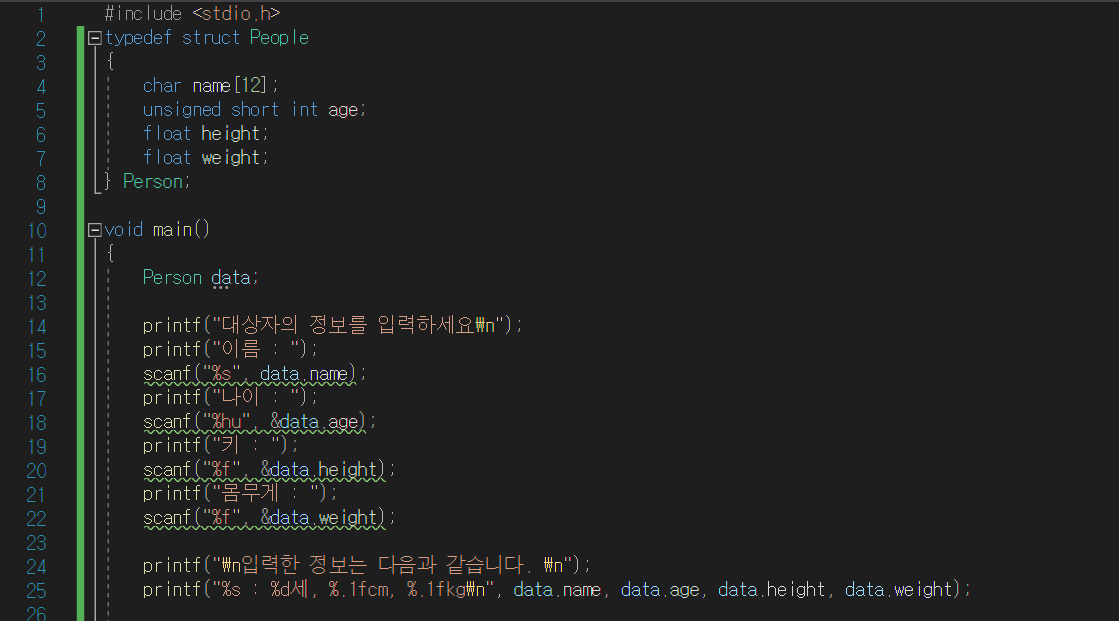 1 #include <stdio.h>
2 typedef struct People
3 {
4 char name[12];
5 unsigned short int age;
6 float height;
7 float weight;
8 } Person;
9
10 void main()
11 {
12 Person data;
13
14 printf("대상자의 정보를 입력하세요₩n");
15 printf("이름 : ");
16 scanf("%s", data.name);
17 printf("나이 : ");
18 scanf("%hu", &data.age);
19 printf("키 : ");
20 scanf("%f", &data.height);
21 printf("몸무게 : ");
22 scanf("%f", &data.weight);
23
24 printf("₩n입력한 정보는 다음과 같습니다. ₩n");
25 printf("%s : %d세, %.1fcm, %.1fkg₩n", data.name, data.age, data.height, data.weight);
26